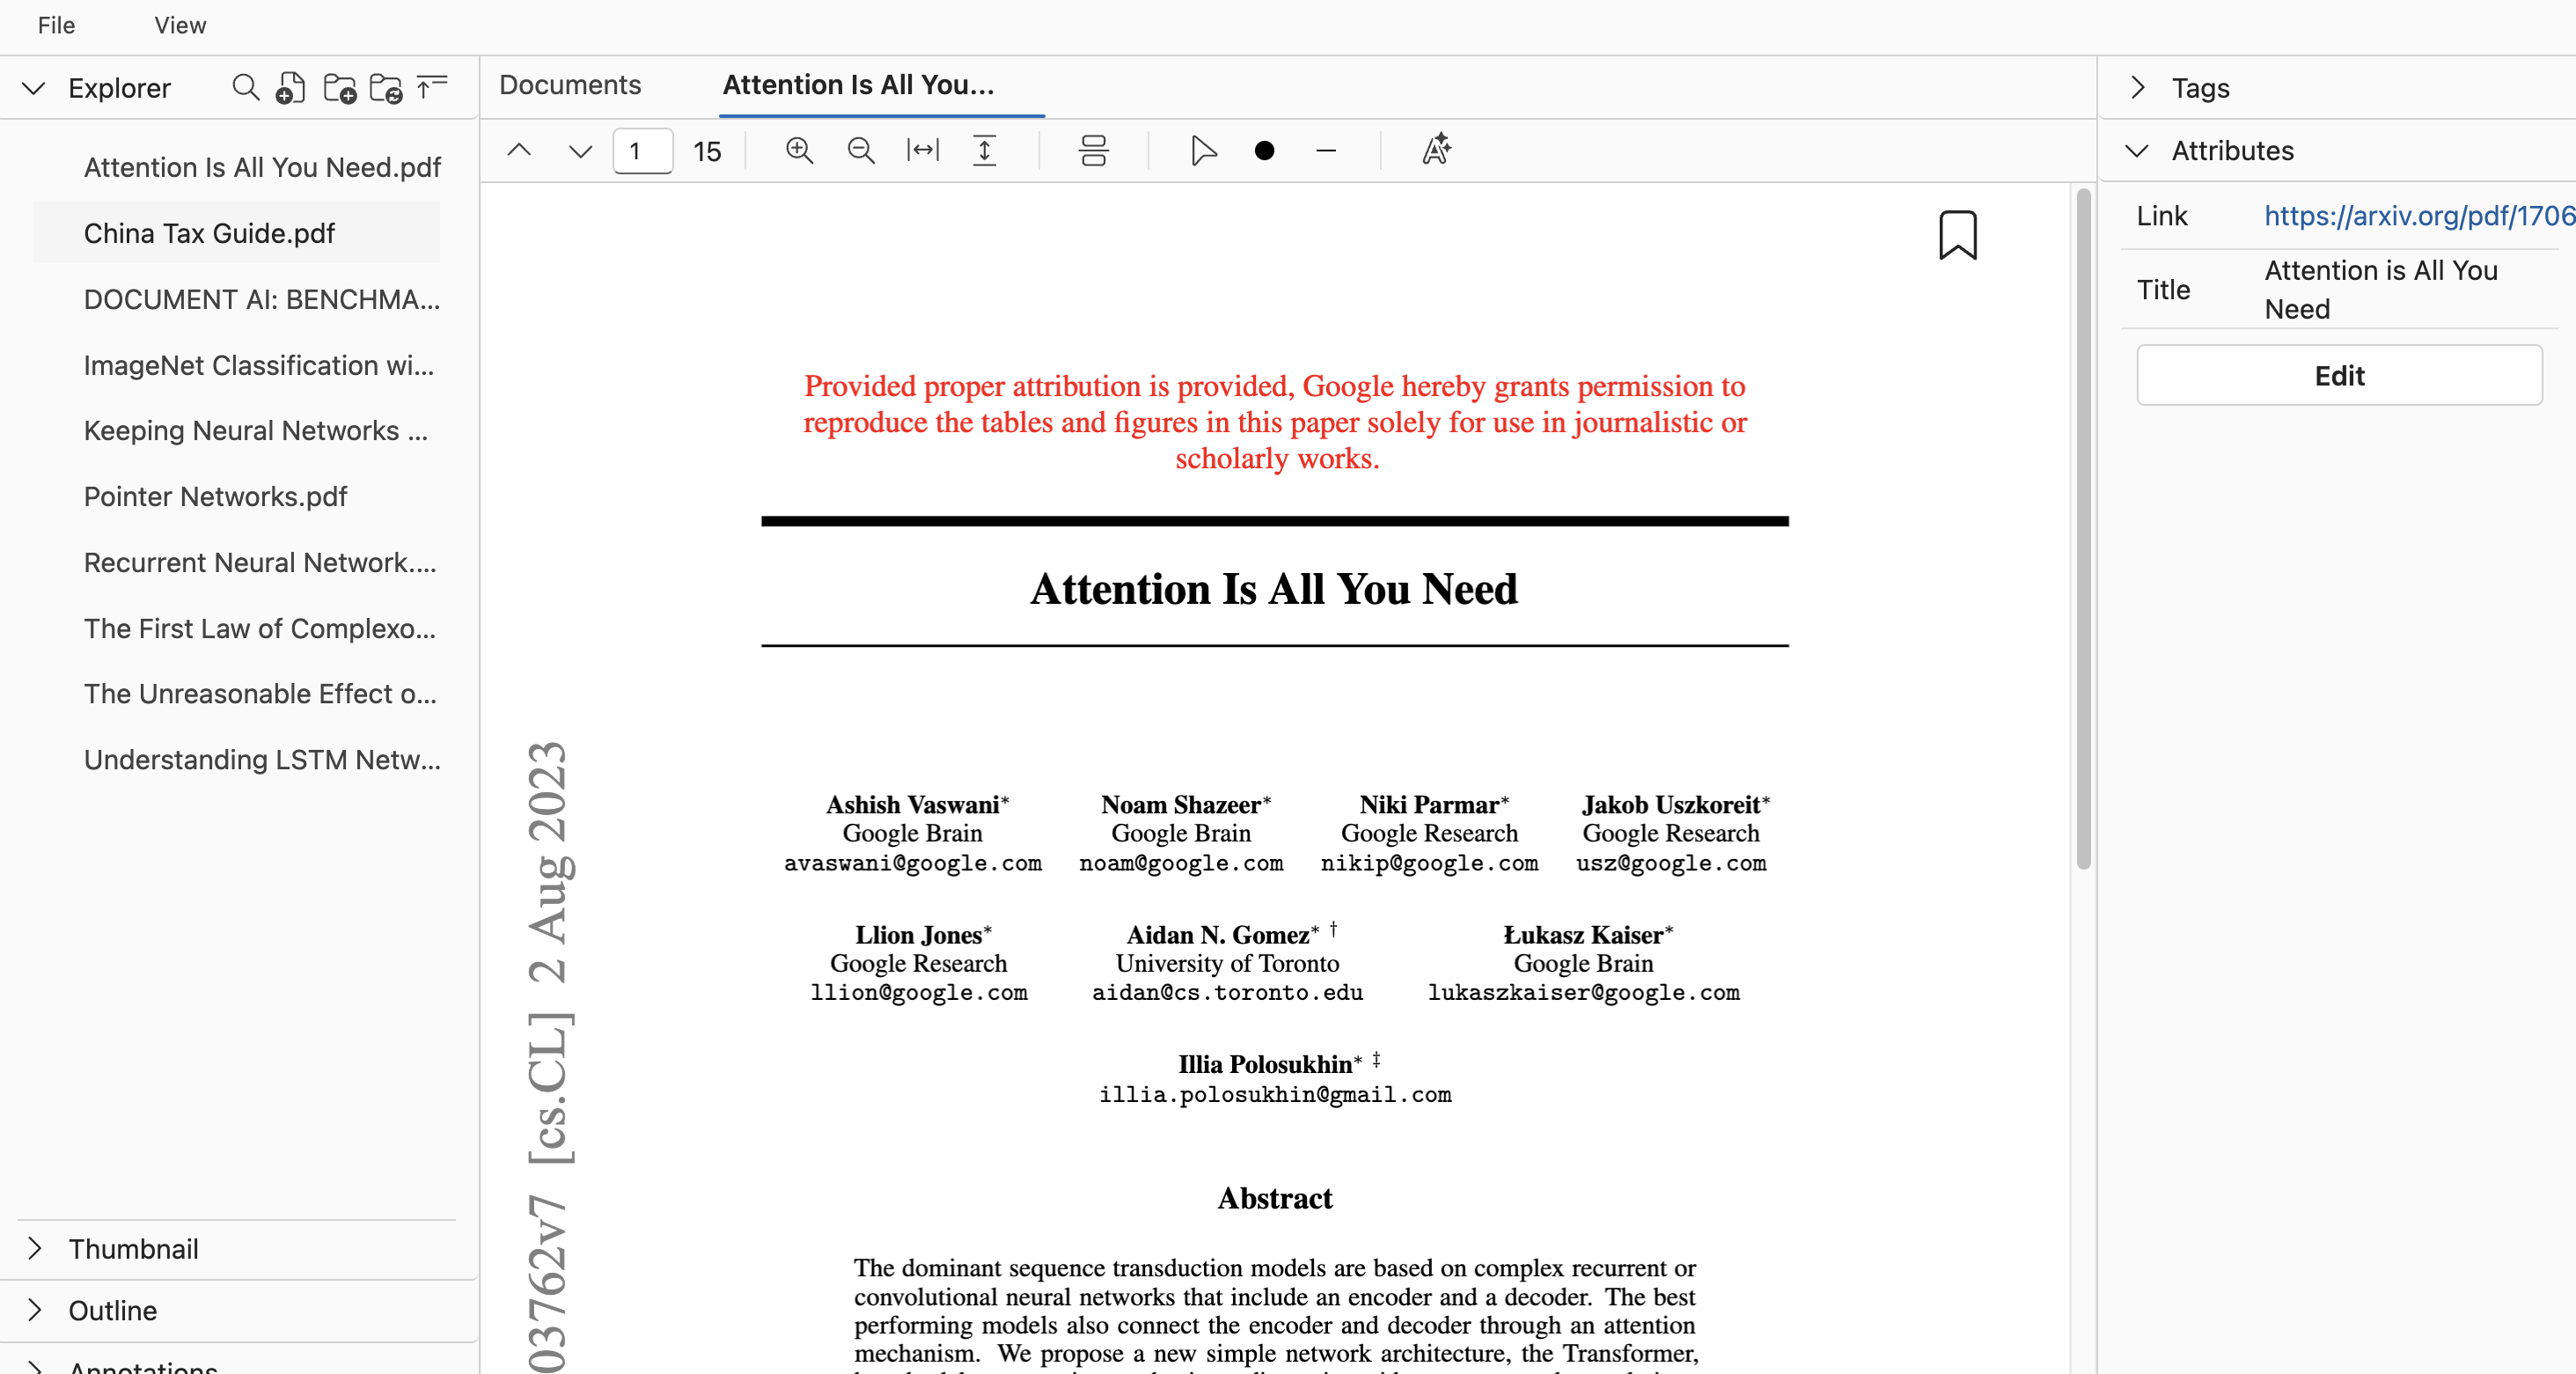 File View
Explorer
Attention Is All You Need.pdf
China Tax Guide.pdf
DOCUMENT AI: BENCHMA...
ImageNet Classification wi...
Keeping Neural Networks ...
Pointer Networks.pdf
Recurrent Neural Network....
The First Law of Complexo...
The Unreasonable Effect o...
Understanding LSTM Netw...
Thumbnail
Outline
Annotations
Documents Attention Is All You...
1 15
Provided proper attribution is provided, Google hereby grants permission to
reproduce the tables and figures in this paper solely for use in journalistic or
scholarly works.
Attention Is All You Need
Ashish Vaswani* Noam Shazeer* Niki Parmar* Jakob Uszkoreit*
Google Brain Google Brain Google Research Google Research
avaswani@google.com noam@google.com nikip@google.com usz@google.com
Llion Jones* Aidan N. Gomez* † Łukasz Kaiser*
Google Research University of Toronto Google Brain
llion@google.com aidan@cs.toronto.edu lukaszkaiser@google.com
Illia Polosukhin* ‡
illia.polosukhin@gmail.com
Abstract
The dominant sequence transduction models are based on complex recurrent or
convolutional neural networks that include an encoder and a decoder. The best
performing models also connect the encoder and decoder through an attention
mechanism. We propose a new simple network architecture, the Transformer,
03762v7 [cs.CL] 2 Aug 2023
Tags
Attributes
Link https://arxiv.org/pdf/1706
Title Attention is All You
Need
Edit